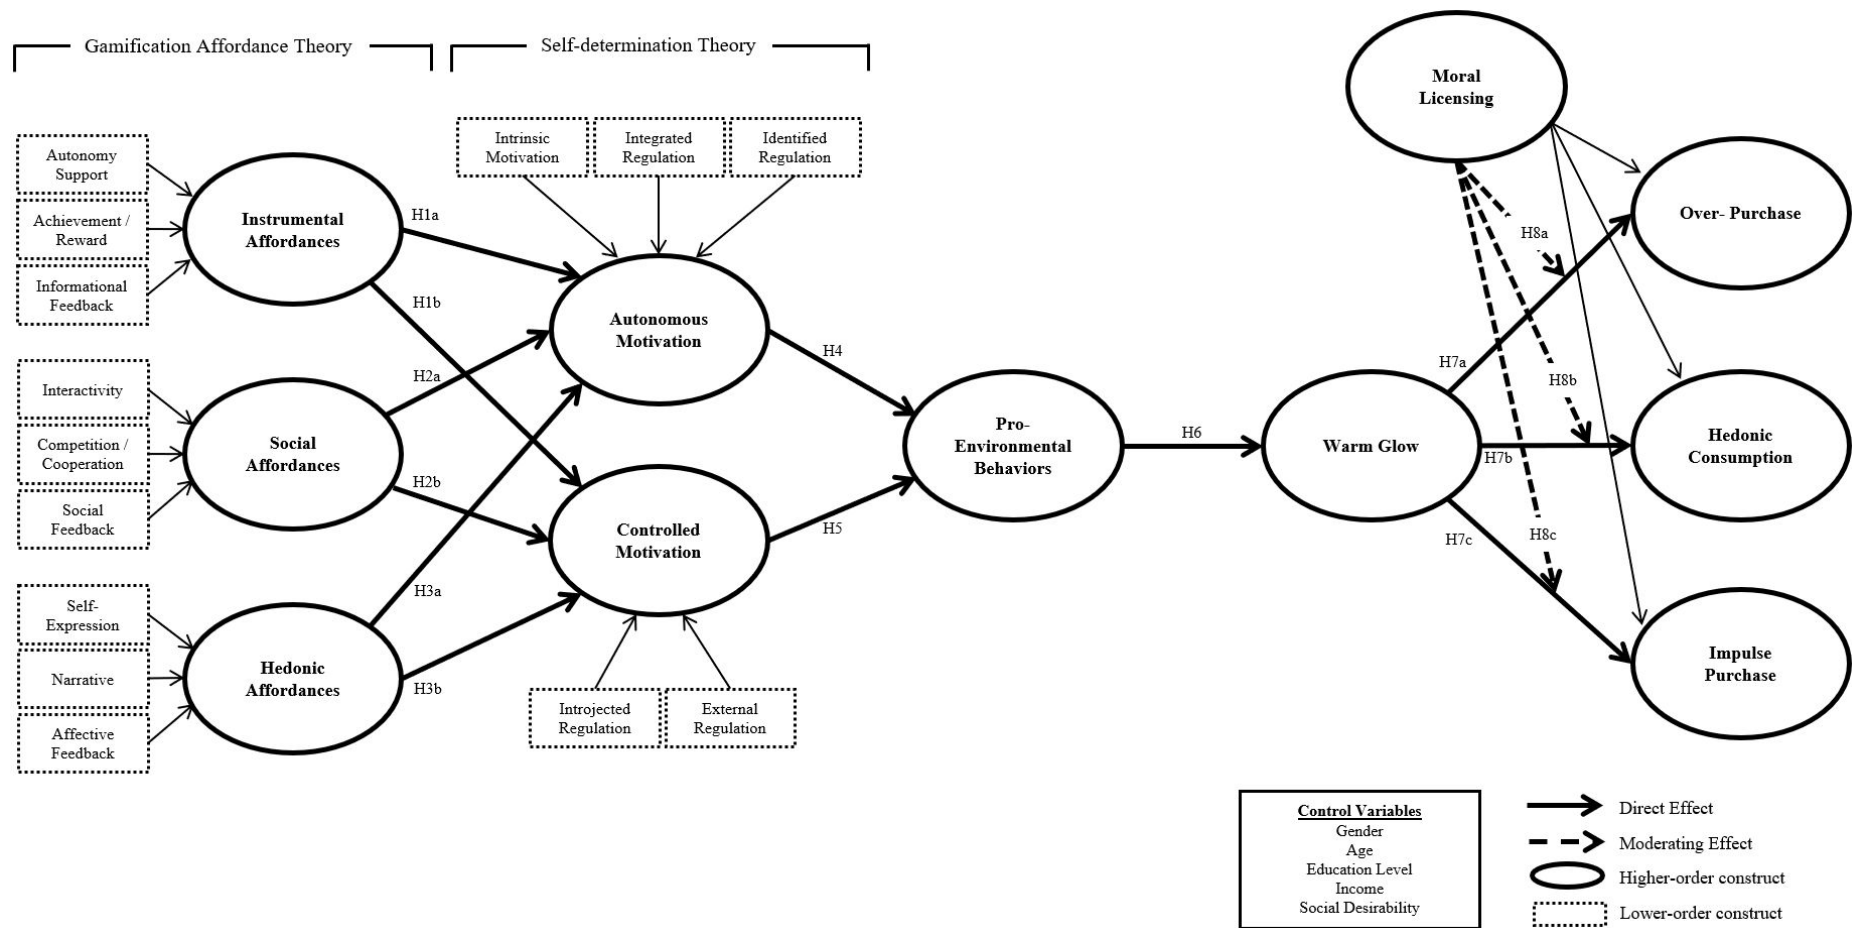 Gamification Affordance Theory
Self-determination Theory
Moral
Licensing
Autonomy
Support
Achievement /
Reward
Informational
Feedback
Instrumental
Affordances
Intrinsic
Motivation
Integrated
Regulation
Identified
Regulation
H1a
H1b
Over- Purchase
H8a
Autonomous
Motivation
H4
H2a
Interactivity
Competition /
Cooperation
Social
Feedback
Social
Affordances
H2b
Pro-
Environmental
Behaviors
H6
Warm Glow
H7a
H8b
H7b
Hedonic
Consumption
H7c
H8c
Controlled
Motivation
H5
Self-
Expression
Narrative
Affective
Feedback
Hedonic
Affordances
H3a
H3b
Introjected
Regulation
External
Regulation
Impulse
Purchase
Control Variables
Gender
Age
Education Level
Income
Social Desirability
Direct Effect
Moderating Effect
Higher-order construct
Lower-order construct